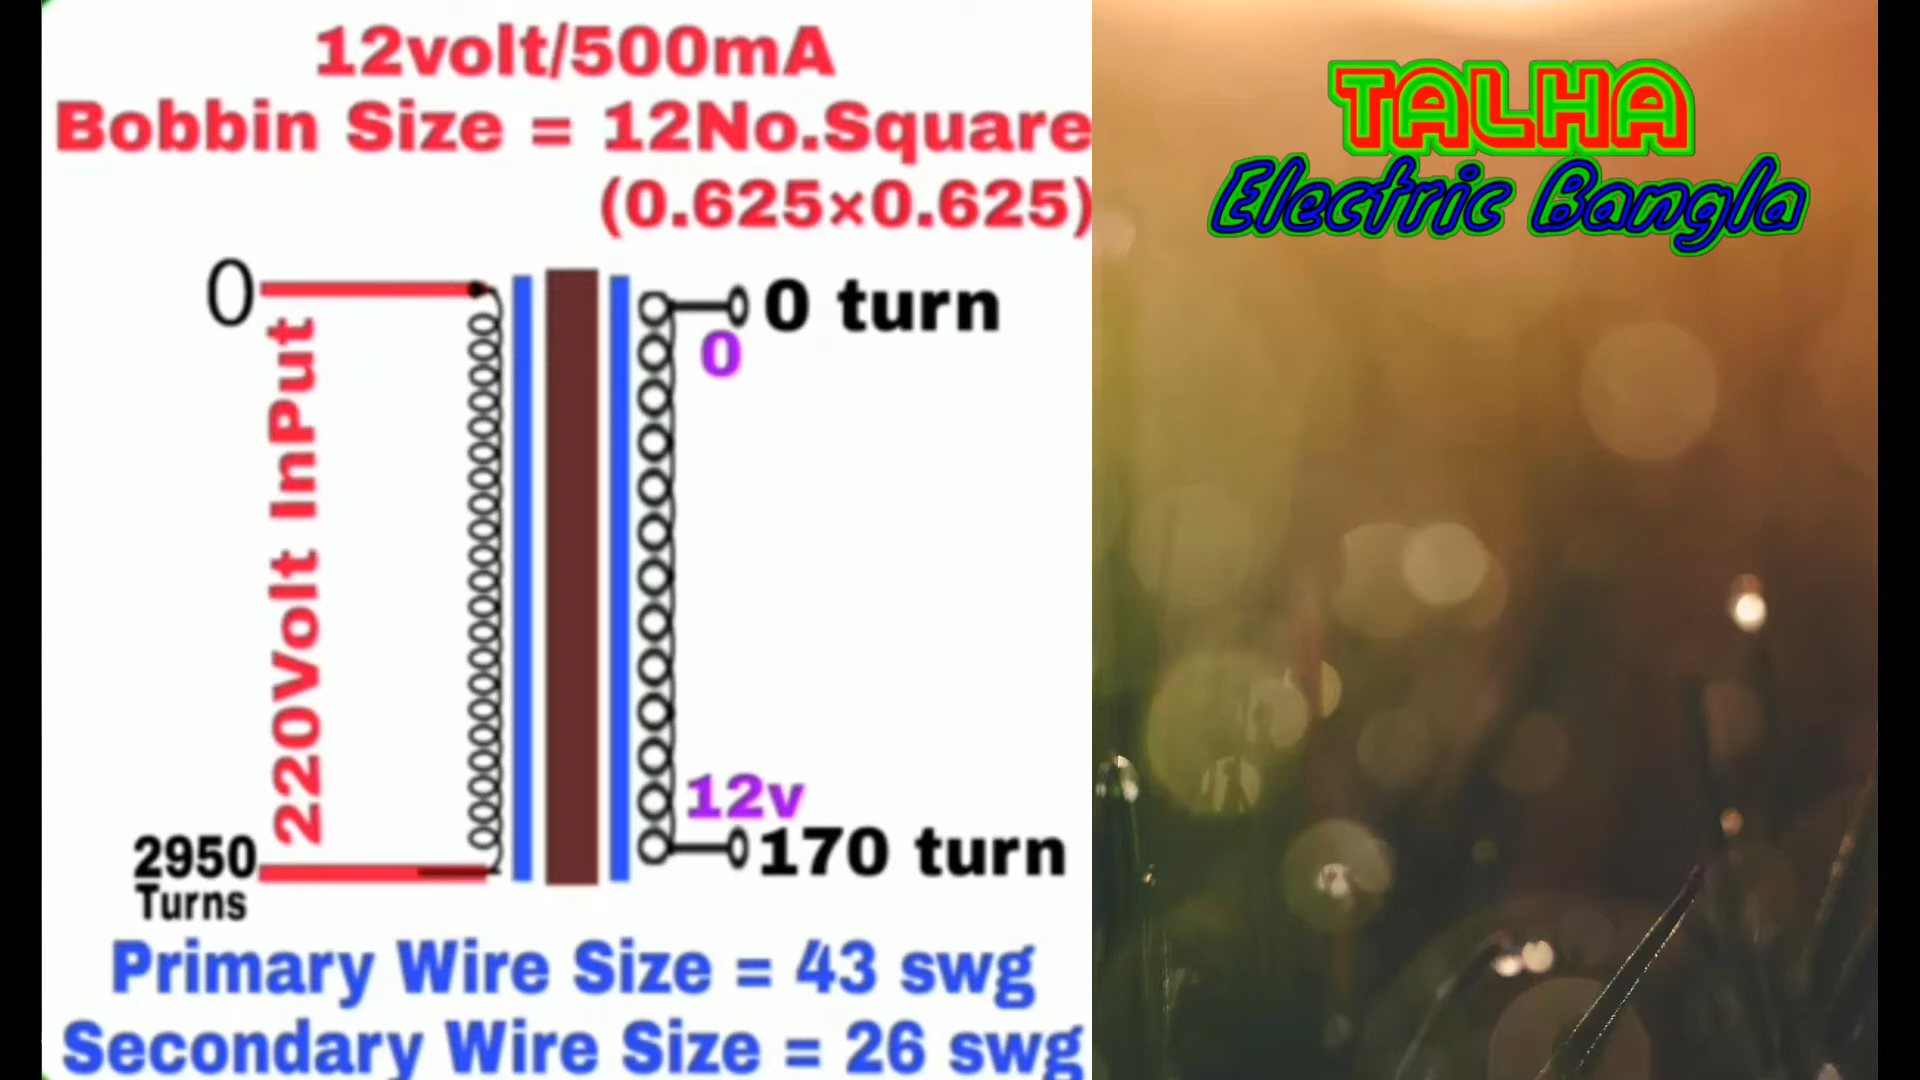 12volt/500mA
Bobbin Size = 12No.Square
(0.625×0.625)
0
0 turn
0
220Volt InPut
12v
2950
170 turn
Turns
Primary Wire Size = 43 swg
Secondary Wire Size = 26 swg
TALHA
Electric Bangla